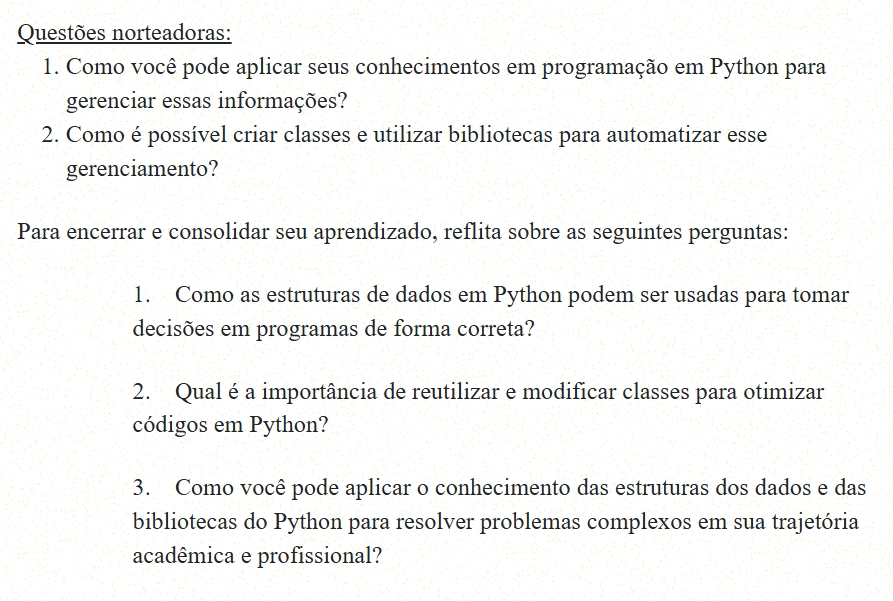 Questões norteadoras:
1. Como você pode aplicar seus conhecimentos em programação em Python para
gerenciar essas informações?
2. Como é possível criar classes e utilizar bibliotecas para automatizar esse
gerenciamento?
Para encerrar e consolidar seu aprendizado, reflita sobre as seguintes perguntas:
1. Como as estruturas de dados em Python podem ser usadas para tomar
decisões em programas de forma correta?
2. Qual é a importância de reutilizar e modificar classes para otimizar
códigos em Python?
3. Como você pode aplicar o conhecimento das estruturas dos dados e das
bibliotecas do Python para resolver problemas complexos em sua trajetória
acadêmica e profissional?